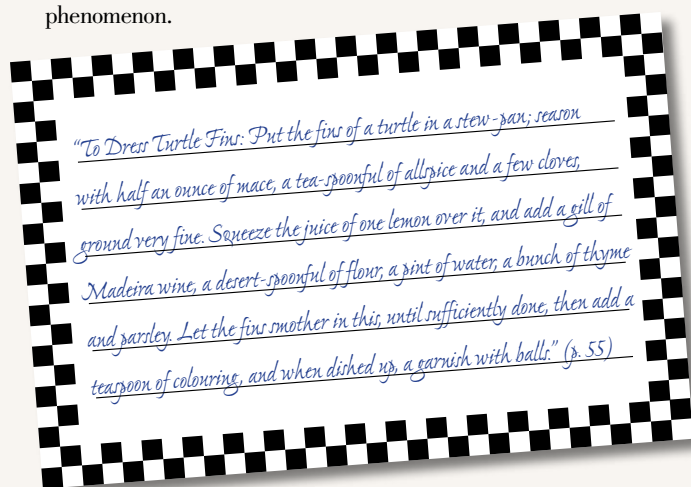 phenomenon.
“To Dress Turtle Fins: Put the fins of a turtle in a stew-pan; season
with half an ounce of mace, a tea-spoonful of allspice and a few cloves,
ground very fine. Squeeze the juice of one lemon over it, and add a gill of
Madeira wine, a desert-spoonful of flour, a pint of water, a bunch of thyme
and parsley. Let the fins smother in this, until sufficiently done, then add a
teaspoon of colouring, and when dished up, a garnish with balls.” (p. 55)